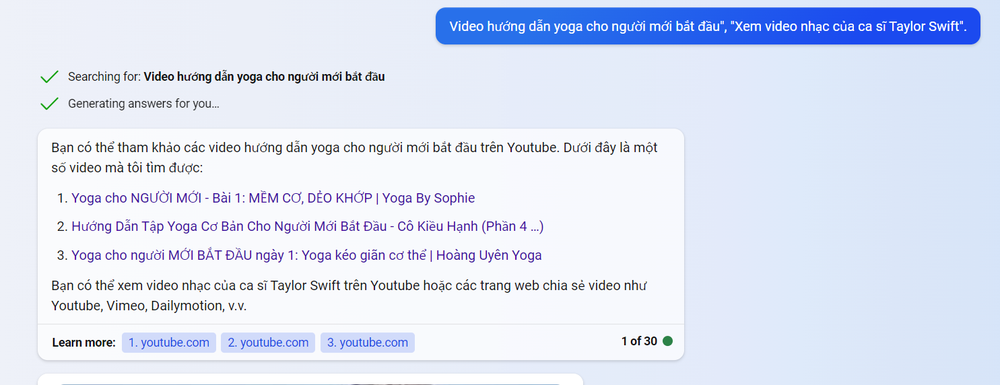 Video hướng dẫn yoga cho người mới bắt đầu", "Xem video nhạc của ca sĩ Taylor Swift".
Searching for: Video hướng dẫn yoga cho người mới bắt đầu
Generating answers for you...
Bạn có thể tham khảo các video hướng dẫn yoga cho người mới bắt đầu trên Youtube. Dưới đây là một
số video mà tôi tìm được:
1. Yoga cho NGƯỜI MỚI - Bài 1: MỀM CƠ, DẺO KHỚP | Yoga By Sophie
2. Hướng Dẫn Tập Yoga Cơ Bản Cho Người Mới Bắt Đầu - Cô Kiều Hạnh (Phần 4 ...)
3. Yoga cho người MỚI BẮT ĐẦU ngày 1: Yoga kéo giãn cơ thể | Hoàng Uyên Yoga
Bạn có thể xem video nhạc của ca sĩ Taylor Swift trên Youtube hoặc các trang web chia sẻ video như
Youtube, Vimeo, Dailymotion, v.v.
Learn more: 1. youtube.com 2. youtube.com 3. youtube.com 1 of 30